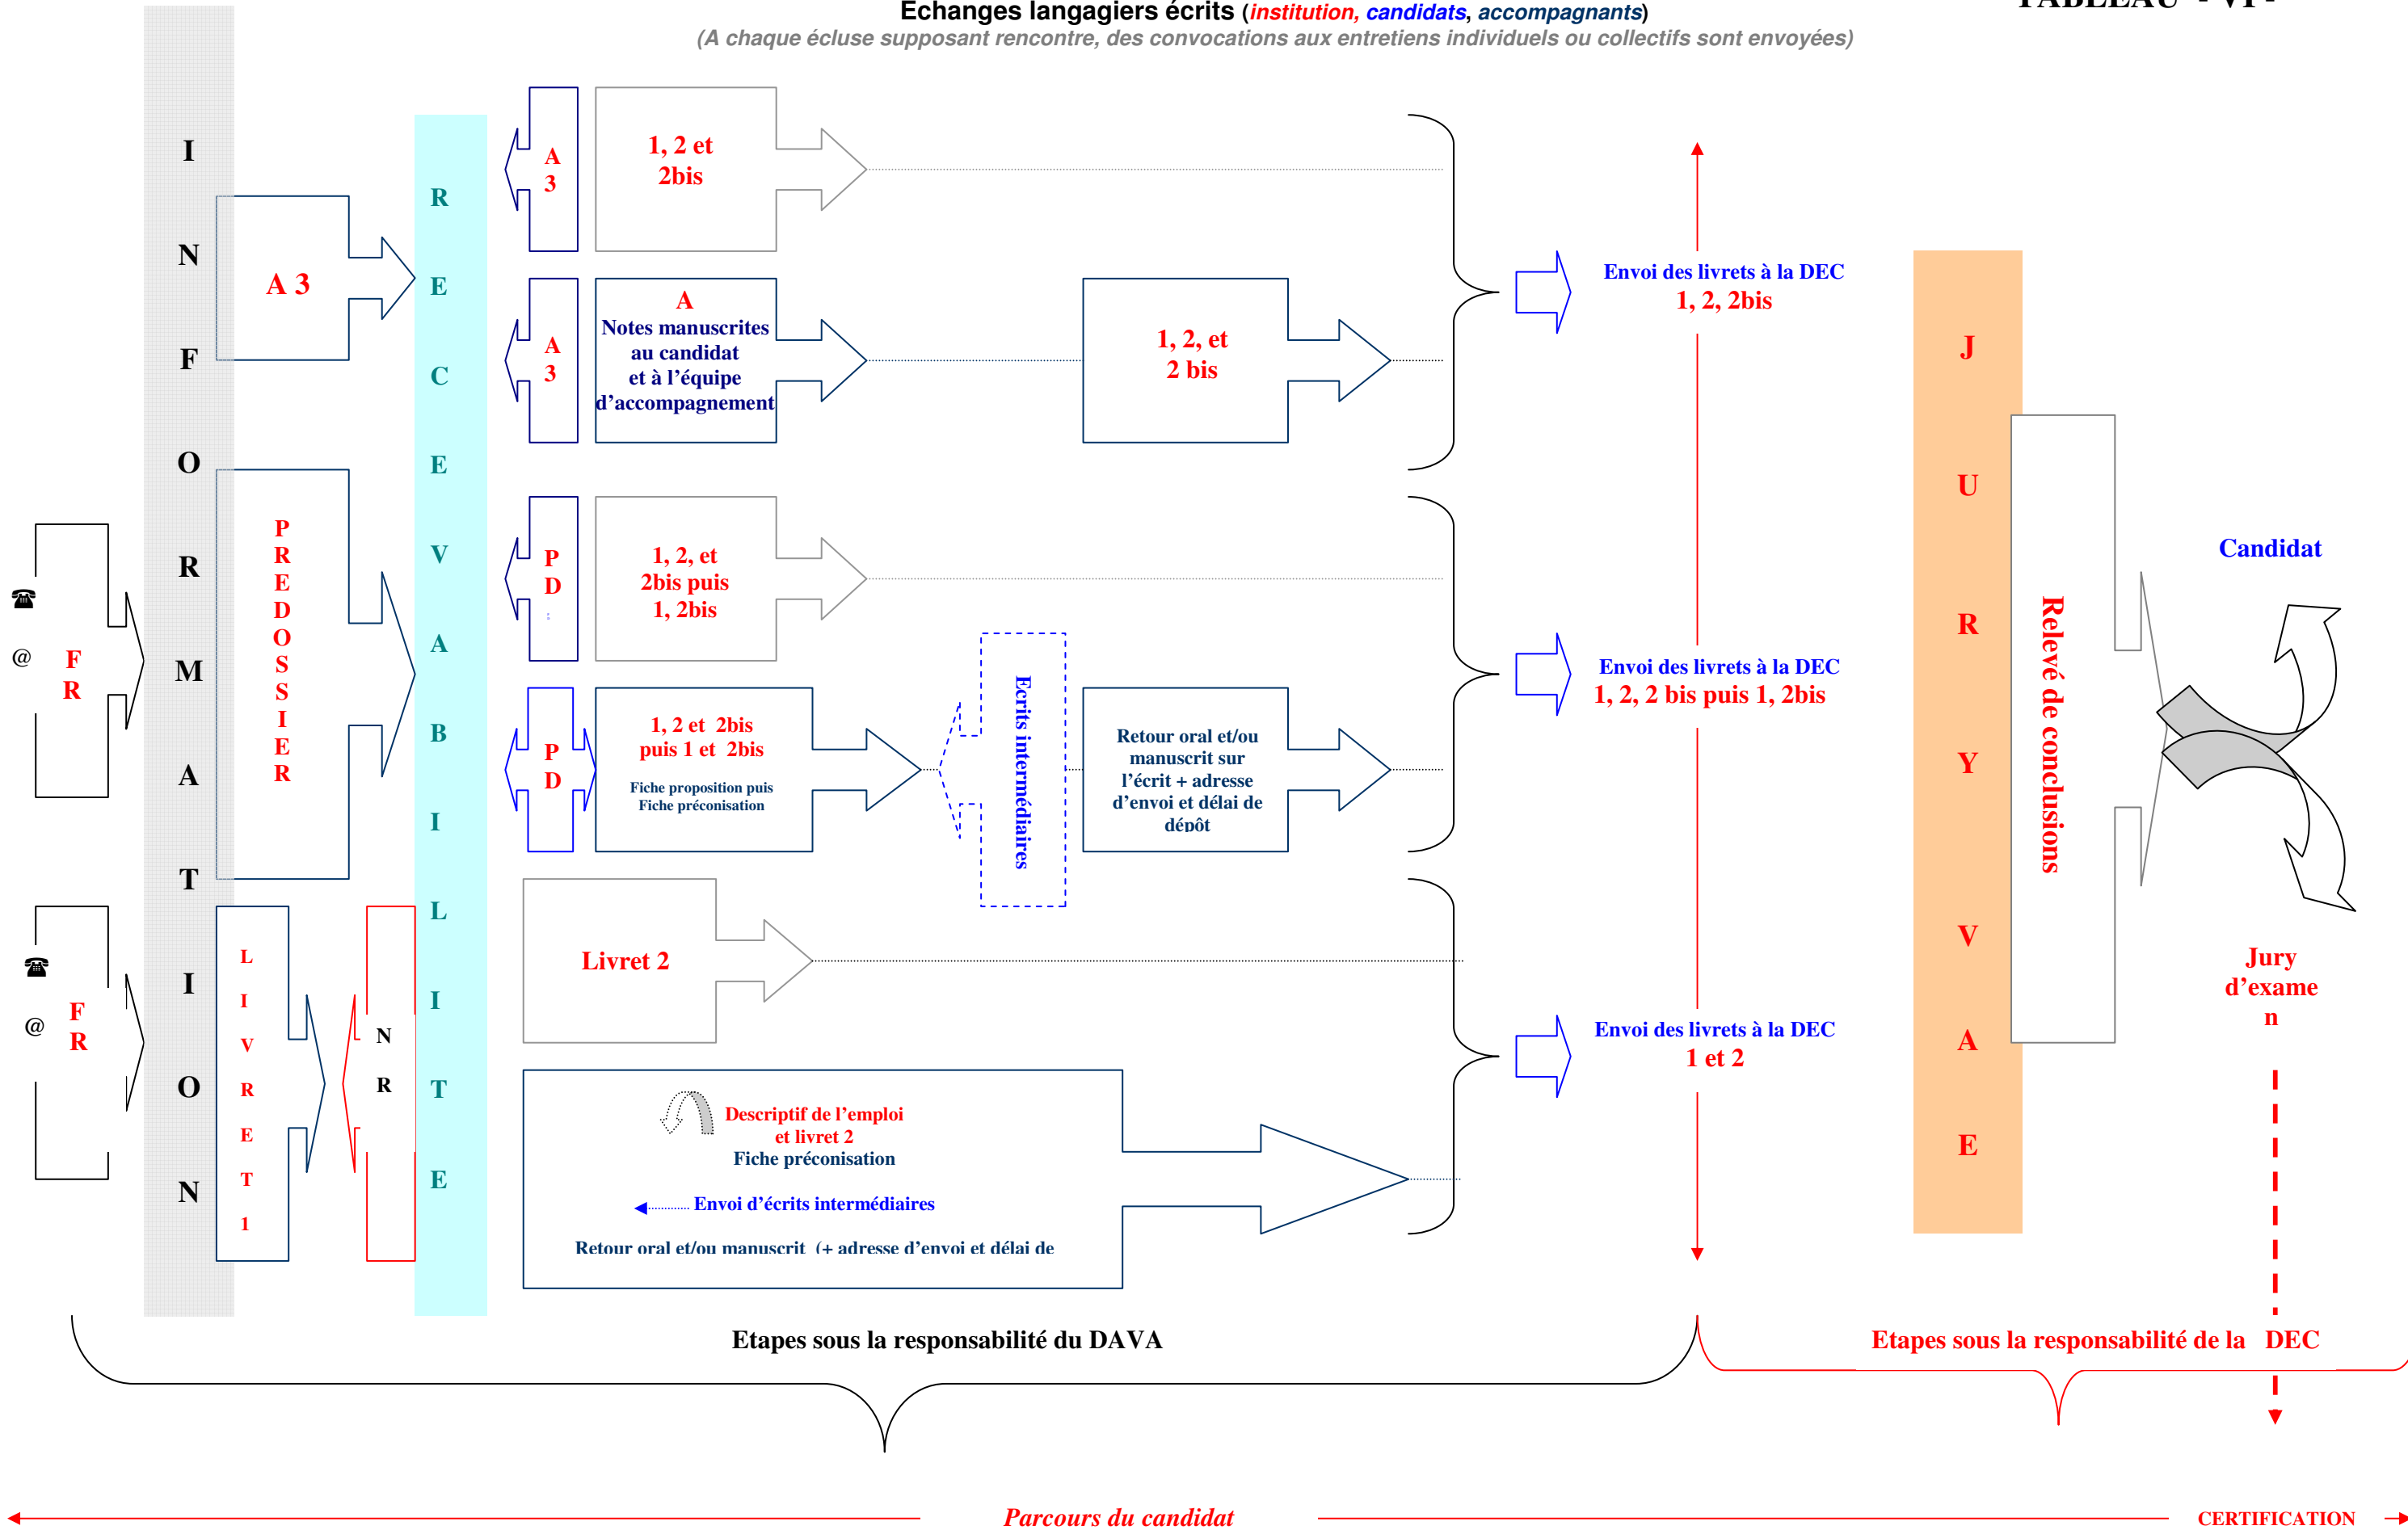 TABLEAU - VI -
Echanges langagiers écrits (institution, candidats, accompagnants)
(A chaque écluse supposant rencontre, des convocations aux entretiens individuels ou collectifs sont envoyées)
☎
@
F
R
☎
@
F
R
I
N
F
O
R
M
A
T
I
O
N
A 3
P
R
E
D
O
S
S
I
E
R
L
I
V
R
E
T
1
N
R
R
E
C
E
V
A
B
I
L
I
T
E
A
3
1, 2 et
2bis
A
3
A
Notes manuscrites
au candidat
et à l’équipe
d’accompagnement
1, 2, et
2 bis
P
D
1, 2, et
2bis puis
1, 2bis
P
D
1, 2 et 2bis
puis 1 et 2bis
Fiche proposition puis
Fiche préconisation
Ecrits intermédiaires
Retour oral et/ou
manuscrit sur
l’écrit + adresse
d’envoi et délai de
dépôt
Livret 2
Descriptif de l’emploi
et livret 2
Fiche préconisation
Envoi d’écrits intermédiaires
Retour oral et/ou manuscrit (+ adresse d’envoi et délai de
Envoi des livrets à la DEC
1, 2, 2bis
Envoi des livrets à la DEC
1, 2, 2 bis puis 1, 2bis
Envoi des livrets à la DEC
1 et 2
J
U
R
Y
V
A
E
Relevé de conclusions
Candidat
Jury
d’exame
n
Etapes sous la responsabilité du DAVA
Etapes sous la responsabilité de la DEC
Parcours du candidat
CERTIFICATION